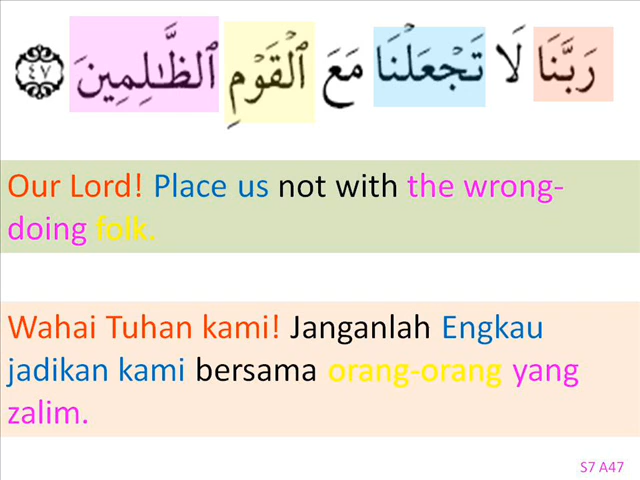 رَبَّنَا لَا تَجْعَلْنَا مَعَ ٱلْقَوْمِ ٱلظَّـٰلِمِينَ ٤٧
Our Lord! Place us not with the wrong-
doing folk.
Wahai Tuhan kami! Janganlah Engkau
jadikan kami bersama orang-orang yang
zalim.
S7 A47